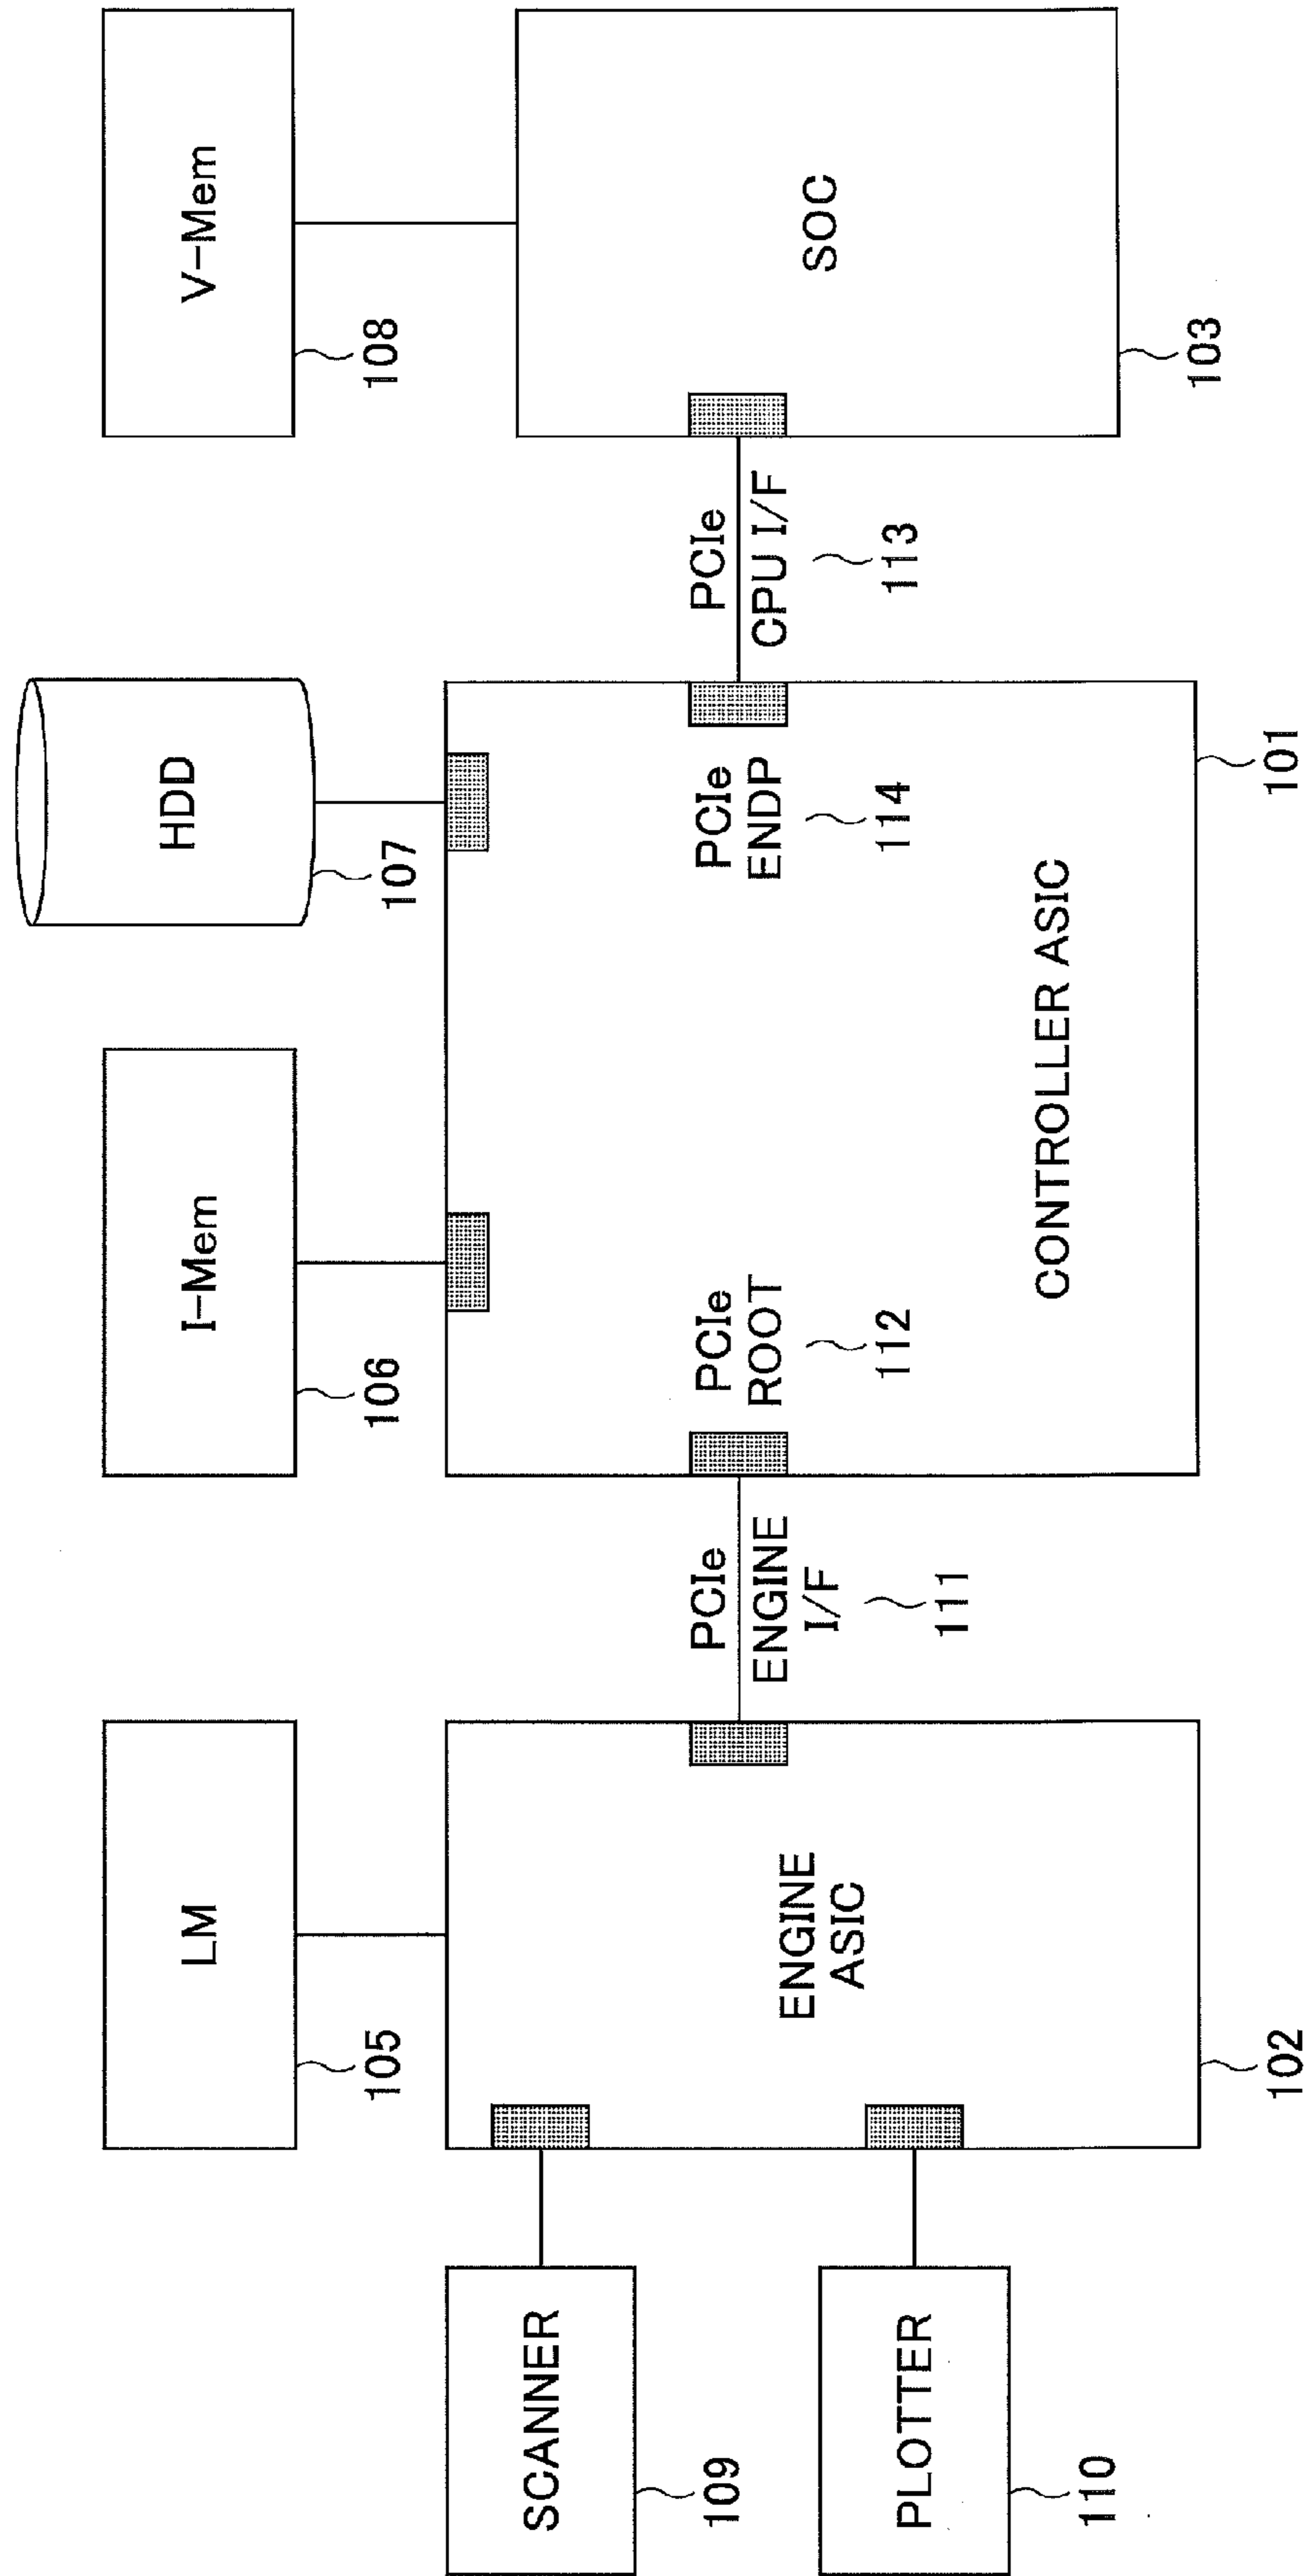 LM
105
I-Mem
106
HDD
107
V-Mem
108
SCANNER
109
PLOTTER
110
ENGINE
ASIC
102
PCIe
ENGINE
I/F
111
PCIe
ROOT
112
PCIe
ENDP
114
CONTROLLER ASIC
101
PCIe
CPU I/F
113
SOC
103